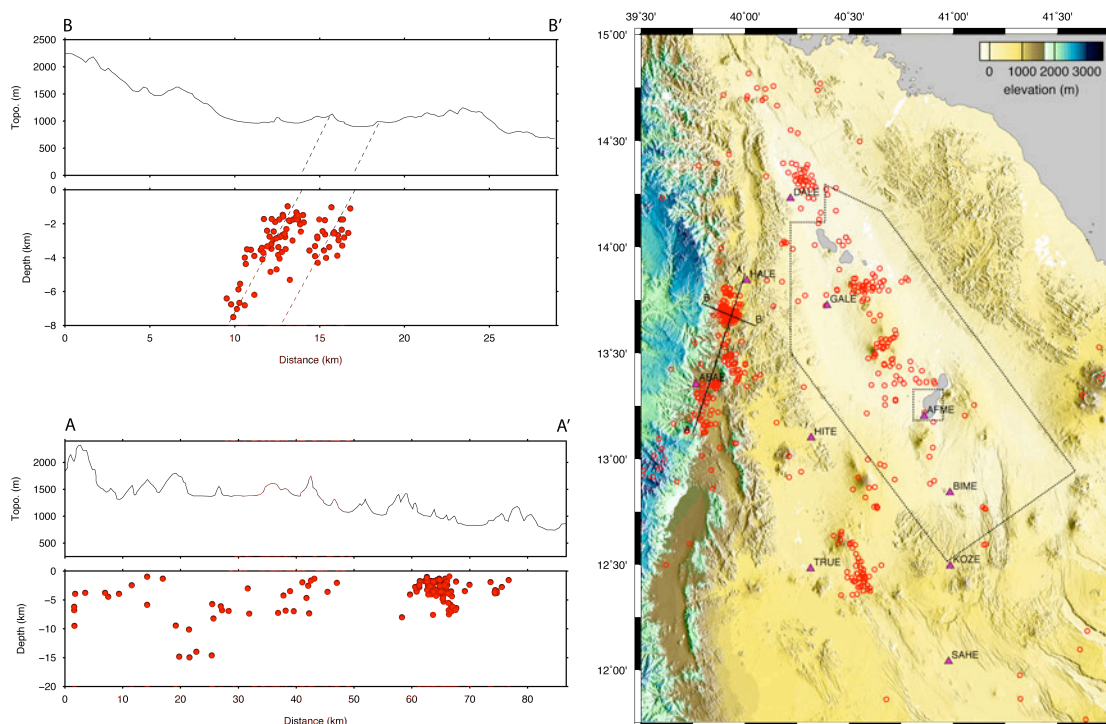 B B’
2500
2000
1500
1000
500
0
Topo. (m)
0
−2
−4
−6
−8
Depth (km)
0 5 10 15 20 25
Distance (km)
A A’
2000
1500
1000
500
Topo. (m)
0
−5
−10
−15
−20
Depth (km)
0 10 20 30 40 50 60 70 80
Distance (km)
39°30' 40°00' 40°30' 41°00' 41°30'
15°00'
14°30'
14°00'
13°30'
13°00'
12°30'
12°00'
0 1000 2000 3000
elevation (m)
DALE
HALE
A'
B
B'
GALE
ABAE
A
AFME
HITE
BIME
TRUE
KOZE
SAHE